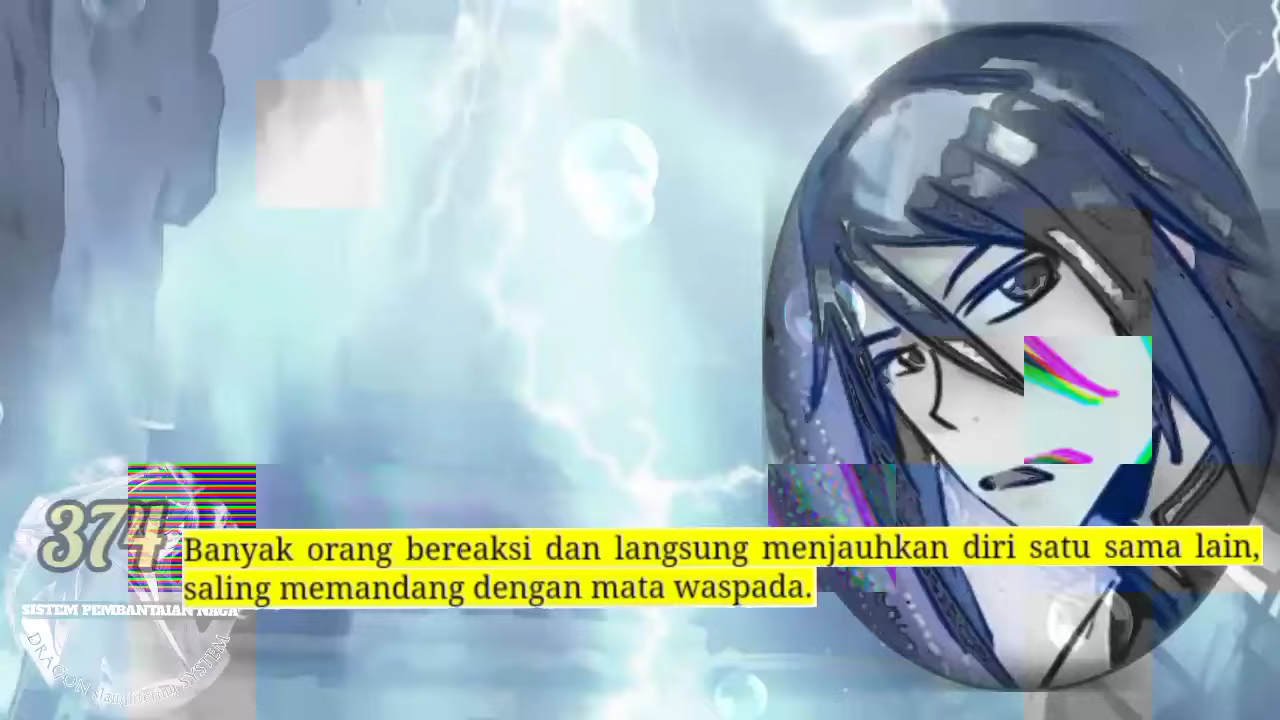 374
Banyak orang bereaksi dan langsung menjauhkan diri satu sama lain,
saling memandang dengan mata waspada.
SISTEM PEMBANTAIAN NAGA
DRAGON slaughtering SYSTEM